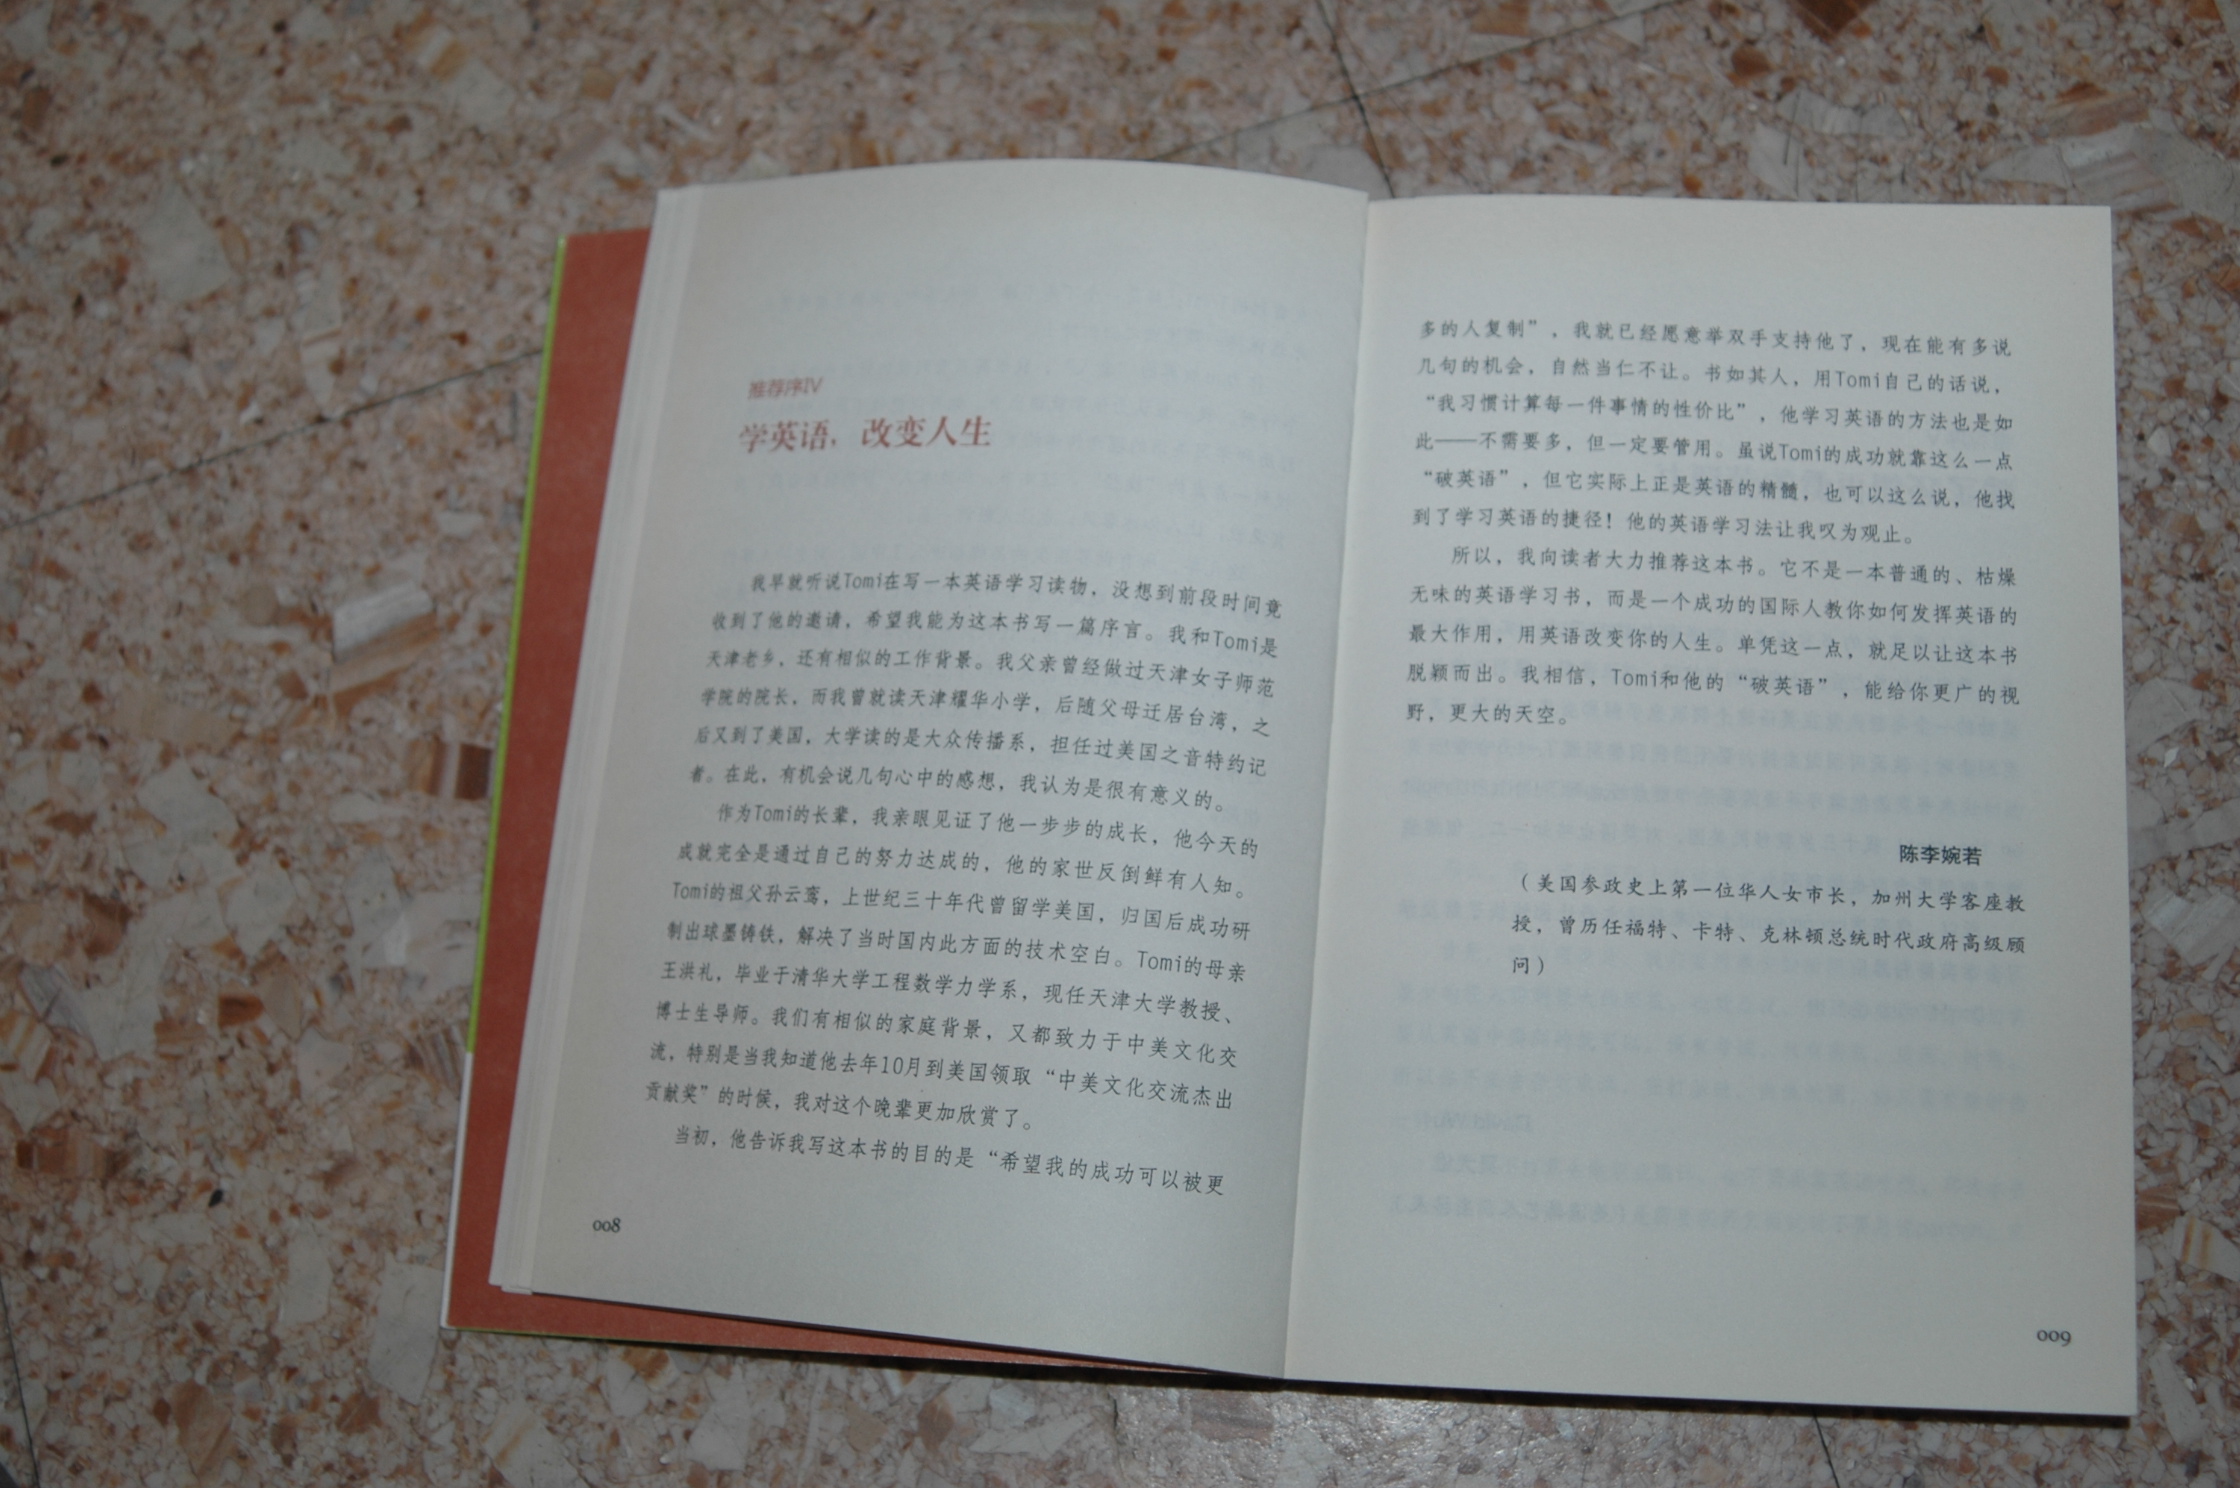 推荐序IV
学英语，改变人生
我早就听说Tomi在写一本英语学习读物，没想到前段时间竟
收到了他的邀请，希望我能为这本书写一篇序言。我和Tomi是
天津老乡，还有相似的工作背景。我父亲曾经做过天津女子师范
学院的院长，而我曾就读天津耀华小学，后随父母迁居台湾，之
后又到了美国，大学读的是大众传播系，担任过美国之音特约记
者。在此，有机会说几句心中的感想，我认为是很有意义的。
作为Tomi的长辈，我亲眼见证了他一步步的成长，他今天的
成就完全是通过自己的努力达成的，他的家世反倒鲜有人知。
Tomi的祖父孙云鸾，上世纪三十年代曾留学美国，归国后成功研
制出球墨铸铁，解决了当时国内此方面的技术空白。Tomi的母亲
王洪礼，毕业于清华大学工程数学力学系，现任天津大学教授、
博士生导师。我们有相似的家庭背景，又都致力于中美文化交
流，特别是当我知道他去年10月到美国领取“中美文化交流杰出
贡献奖”的时候，我对这个晚辈更加欣赏了。
当初，他告诉我写这本书的目的是“希望我的成功可以被更
008
多的人复制”，我就已经愿意举双手支持他了，现在能有多说
几句的机会，自然当仁不让。书如其人，用Tomi自己的话说，
“我习惯计算每一件事情的性价比”，他学习英语的方法也是如
此——不需要多，但一定要管用。虽说Tomi的成功就靠这么一点
“破英语”，但它实际上正是英语的精髓，也可以这么说，他找
到了学习英语的捷径！他的英语学习法让我叹为观止。
所以，我向读者大力推荐这本书。它不是一本普通的、枯燥
无味的英语学习书，而是一个成功的国际人教你如何发挥英语的
最大作用，用英语改变你的人生。单凭这一点，就足以让这本书
脱颖而出。我相信，Tomi和他的“破英语”，能给你更广的视
野，更大的天空。
陈李婉若
（美国参政史上第一位华人女市长，加州大学客座教
授，曾历任福特、卡特、克林顿总统时代政府高级顾
问）
009